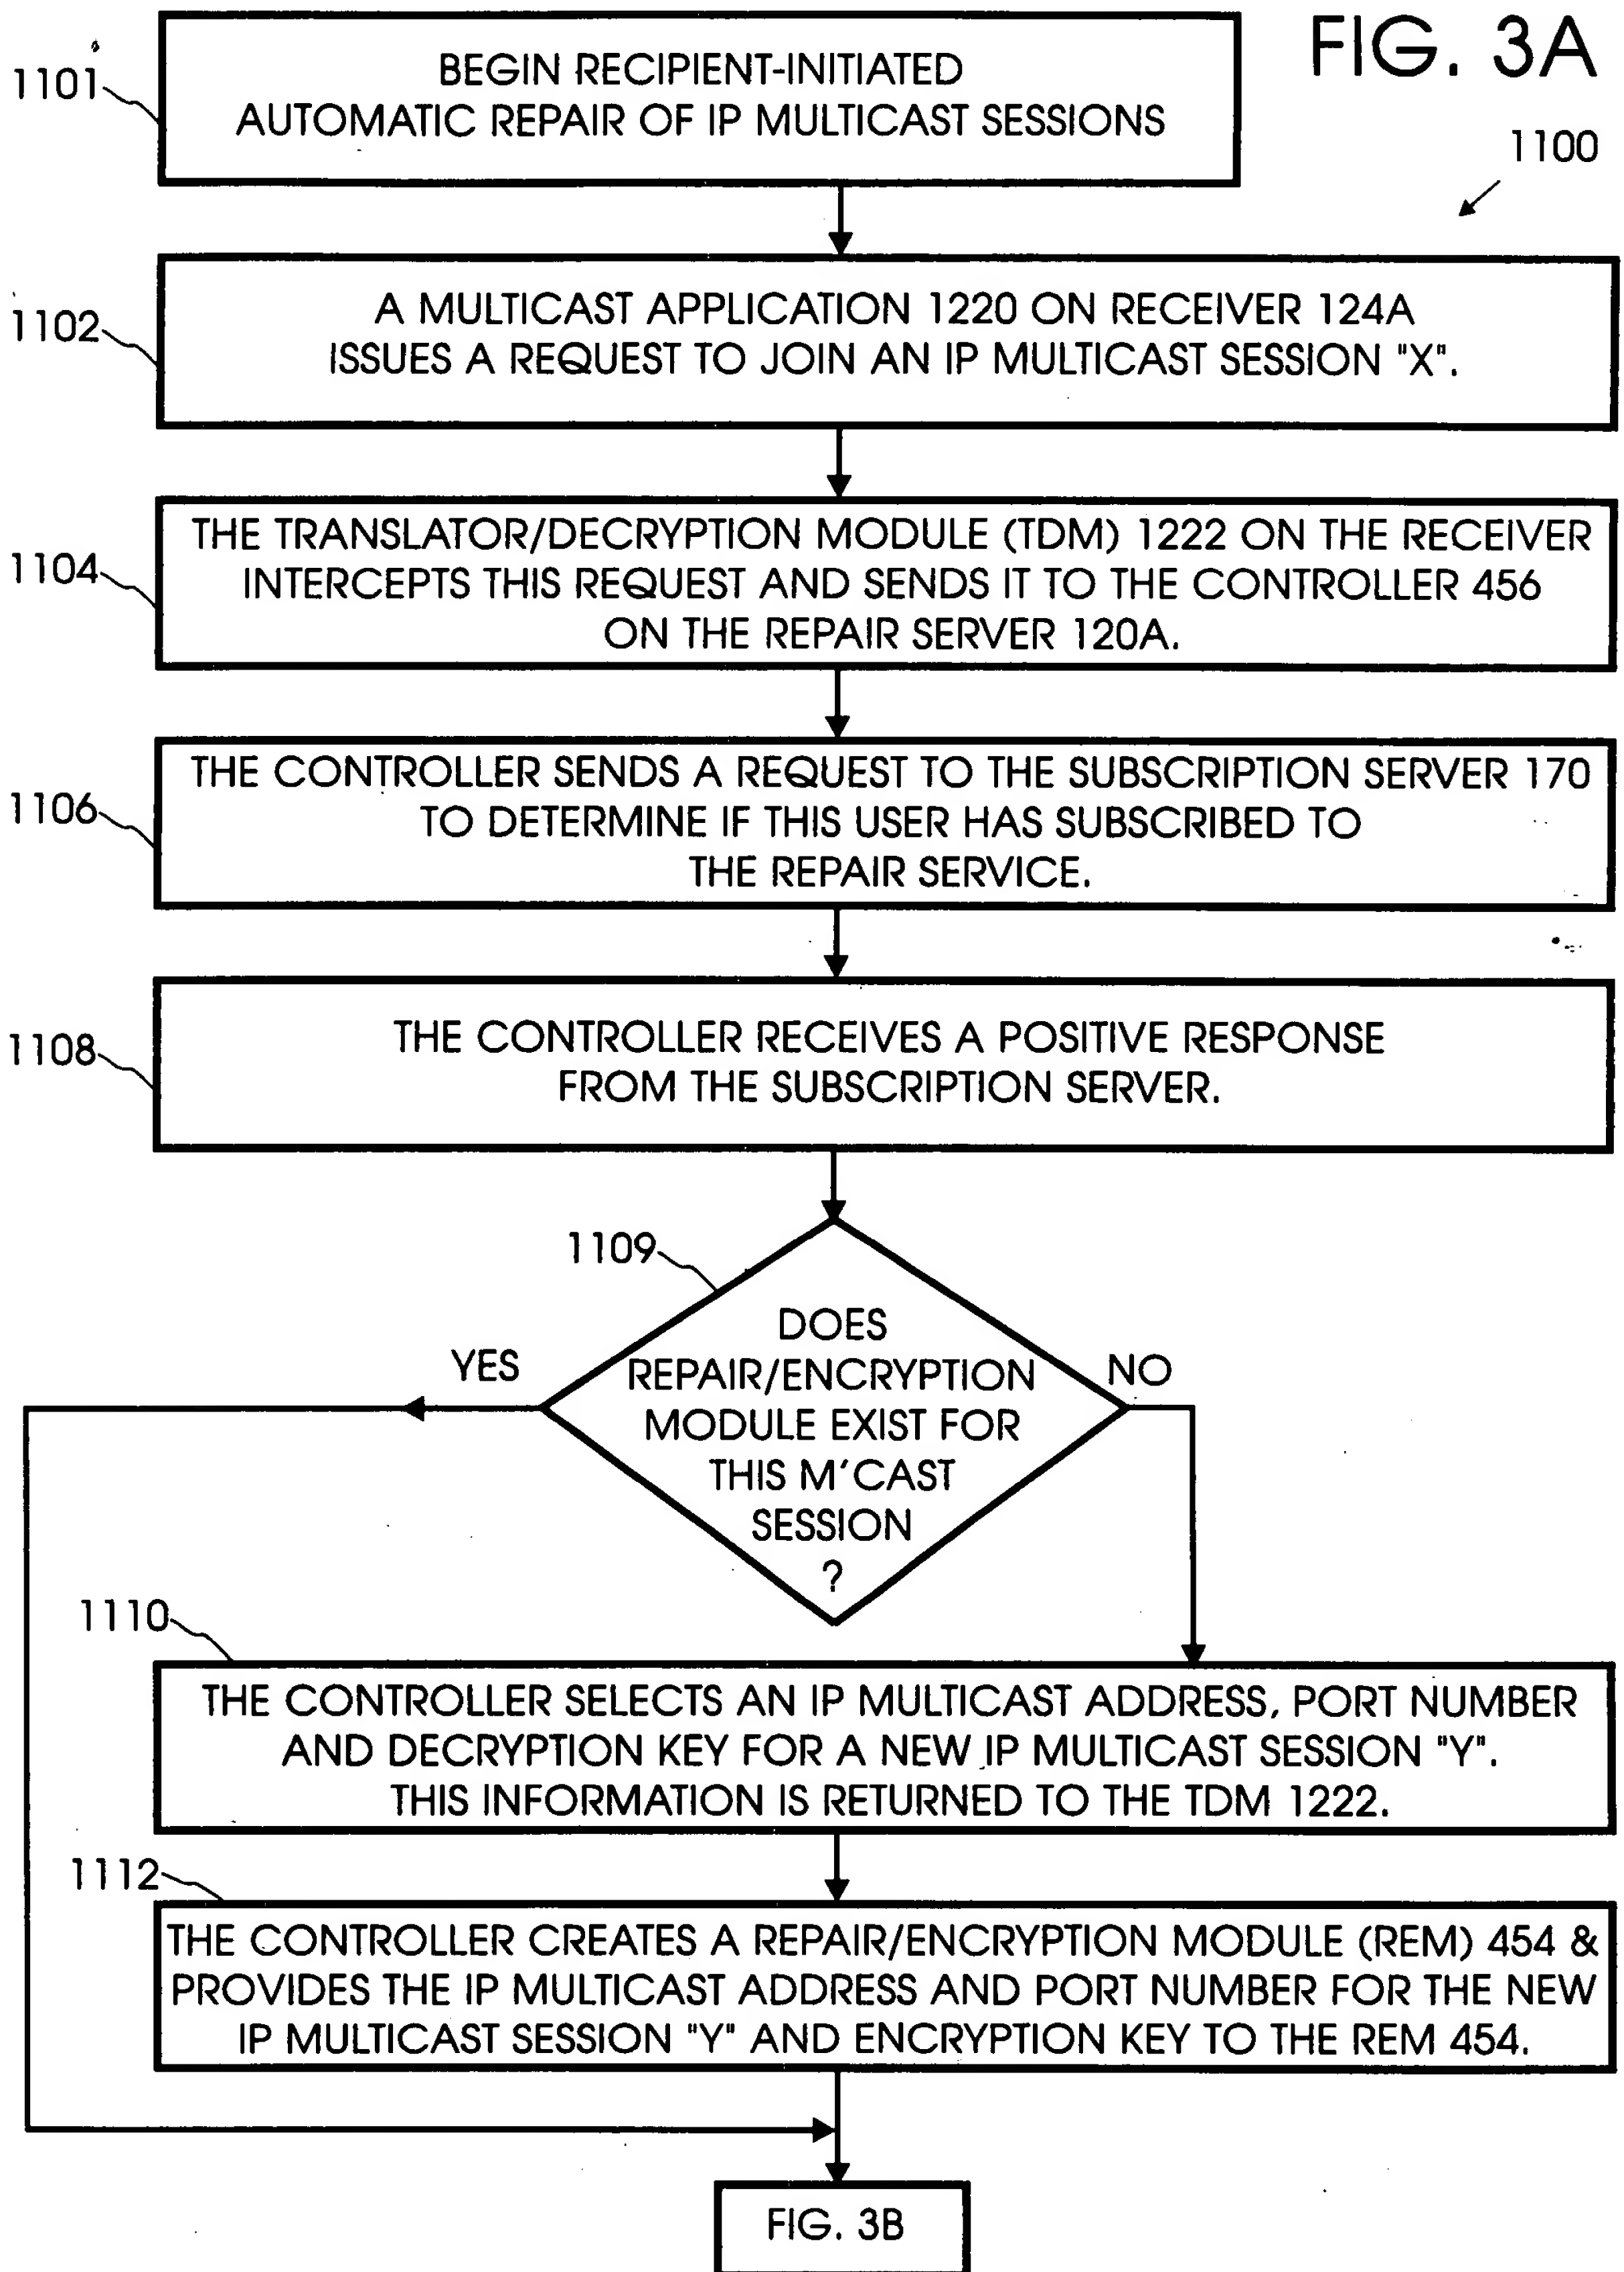 FIG. 3A
1100
1101
BEGIN RECIPIENT-INITIATED
AUTOMATIC REPAIR OF IP MULTICAST SESSIONS
1102
A MULTICAST APPLICATION 1220 ON RECEIVER 124A
ISSUES A REQUEST TO JOIN AN IP MULTICAST SESSION "X".
1104
THE TRANSLATOR/DECRYPTION MODULE (TDM) 1222 ON THE RECEIVER
INTERCEPTS THIS REQUEST AND SENDS IT TO THE CONTROLLER 456
ON THE REPAIR SERVER 120A.
1106
THE CONTROLLER SENDS A REQUEST TO THE SUBSCRIPTION SERVER 170
TO DETERMINE IF THIS USER HAS SUBSCRIBED TO
THE REPAIR SERVICE.
1108
THE CONTROLLER RECEIVES A POSITIVE RESPONSE
FROM THE SUBSCRIPTION SERVER.
1109
DOES
REPAIR/ENCRYPTION
MODULE EXIST FOR
THIS M'CAST
SESSION
?
YES
NO
1110
THE CONTROLLER SELECTS AN IP MULTICAST ADDRESS, PORT NUMBER
AND DECRYPTION KEY FOR A NEW IP MULTICAST SESSION "Y".
THIS INFORMATION IS RETURNED TO THE TDM 1222.
1112
THE CONTROLLER CREATES A REPAIR/ENCRYPTION MODULE (REM) 454 &
PROVIDES THE IP MULTICAST ADDRESS AND PORT NUMBER FOR THE NEW
IP MULTICAST SESSION "Y" AND ENCRYPTION KEY TO THE REM 454.
FIG. 3B